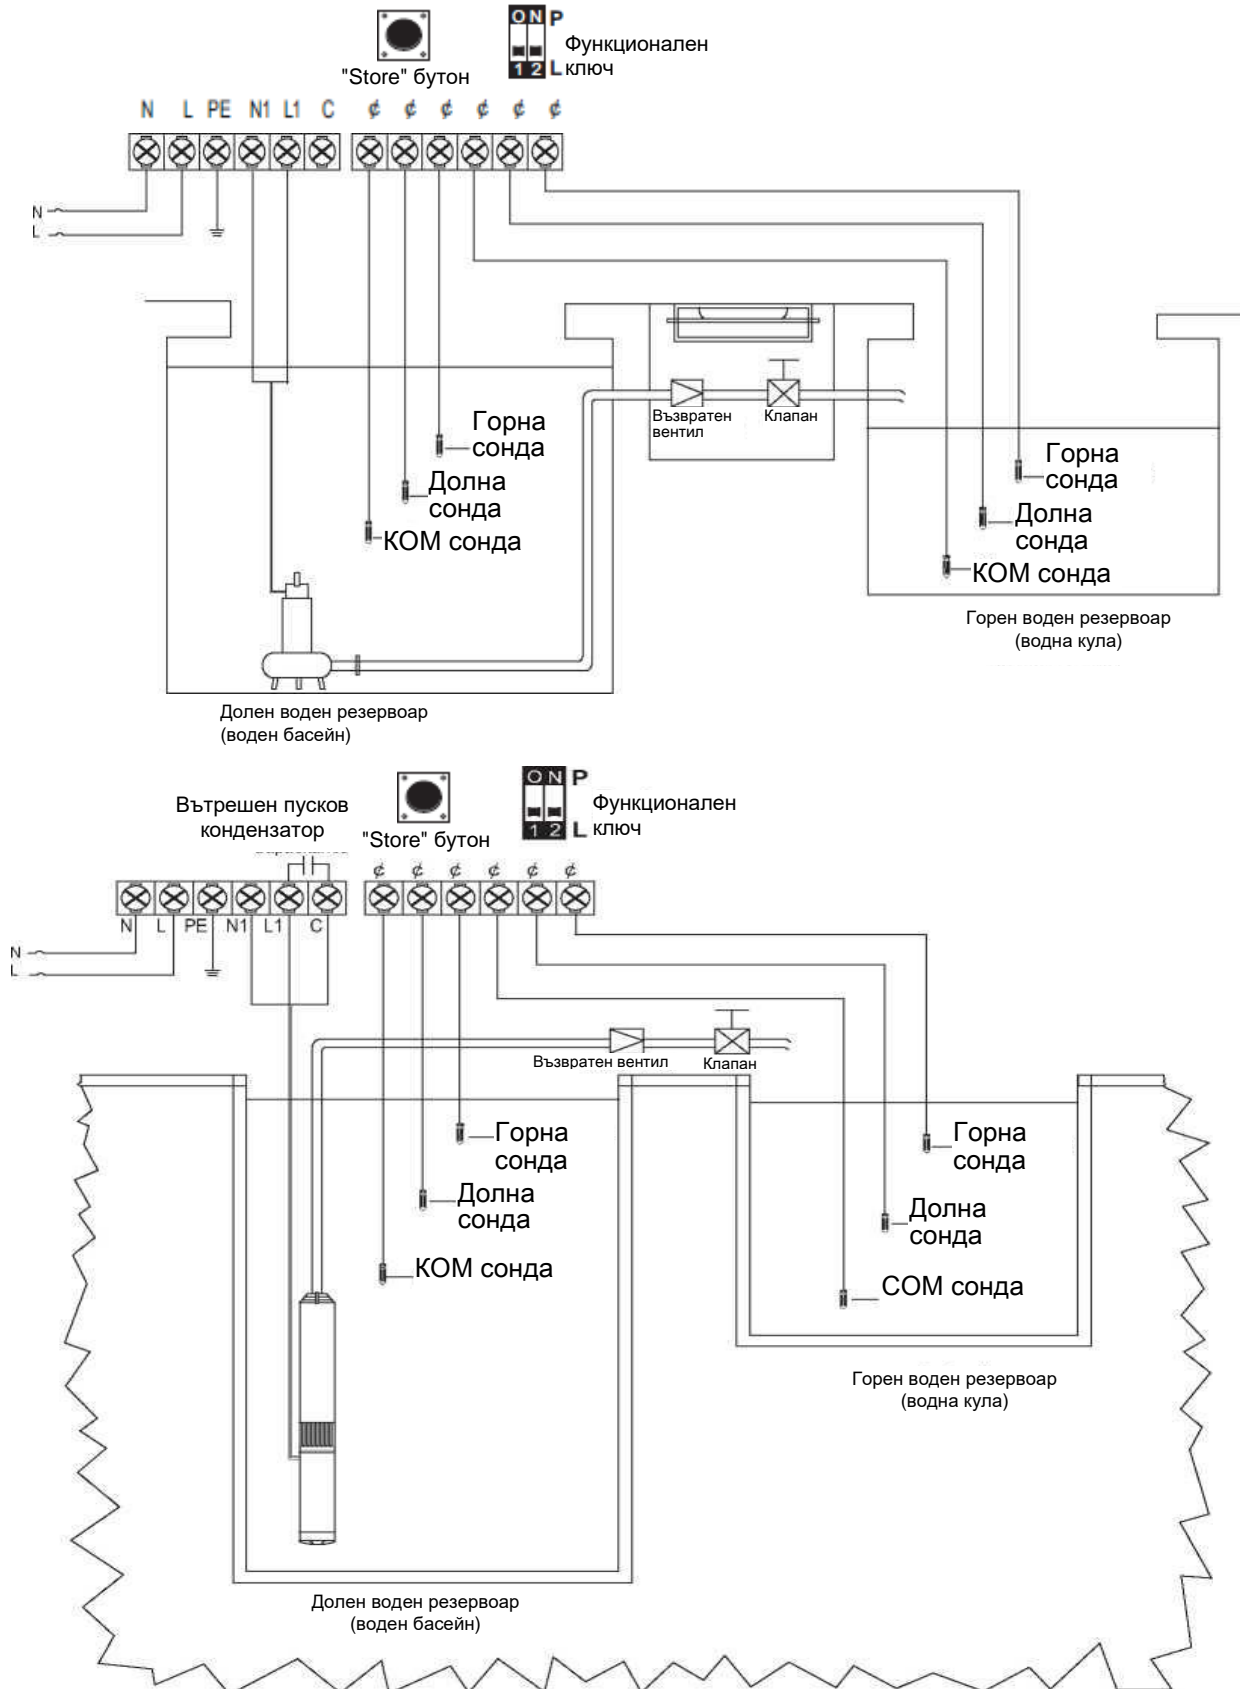 ON P
Функционален
1 2 L ключ
"Store" бутон
N L PE N1 L1 C ¢ ¢ ¢ ¢ ¢ ¢
N
L
Възвратен
вентил
Клапан
Горна
сонда
Долна
сонда
КОМ сонда
Горна
сонда
Долна
сонда
КОМ сонда
Горен воден резервоар
(водна кула)
Долен воден резервоар
(воден басейн)
ON P
Вътрешен пусков
кондензатор
Функционален
1 2 L ключ
"Store" бутон
¢ ¢ ¢ ¢ ¢ ¢
N L PE N1 L1 C
N
L
Възвратен вентил
Клапан
Горна
сонда
Долна
сонда
КОМ сонда
Горна
сонда
Долна
сонда
СОМ сонда
Горен воден резервоар
(водна кула)
Долен воден резервоар
(воден басейн)